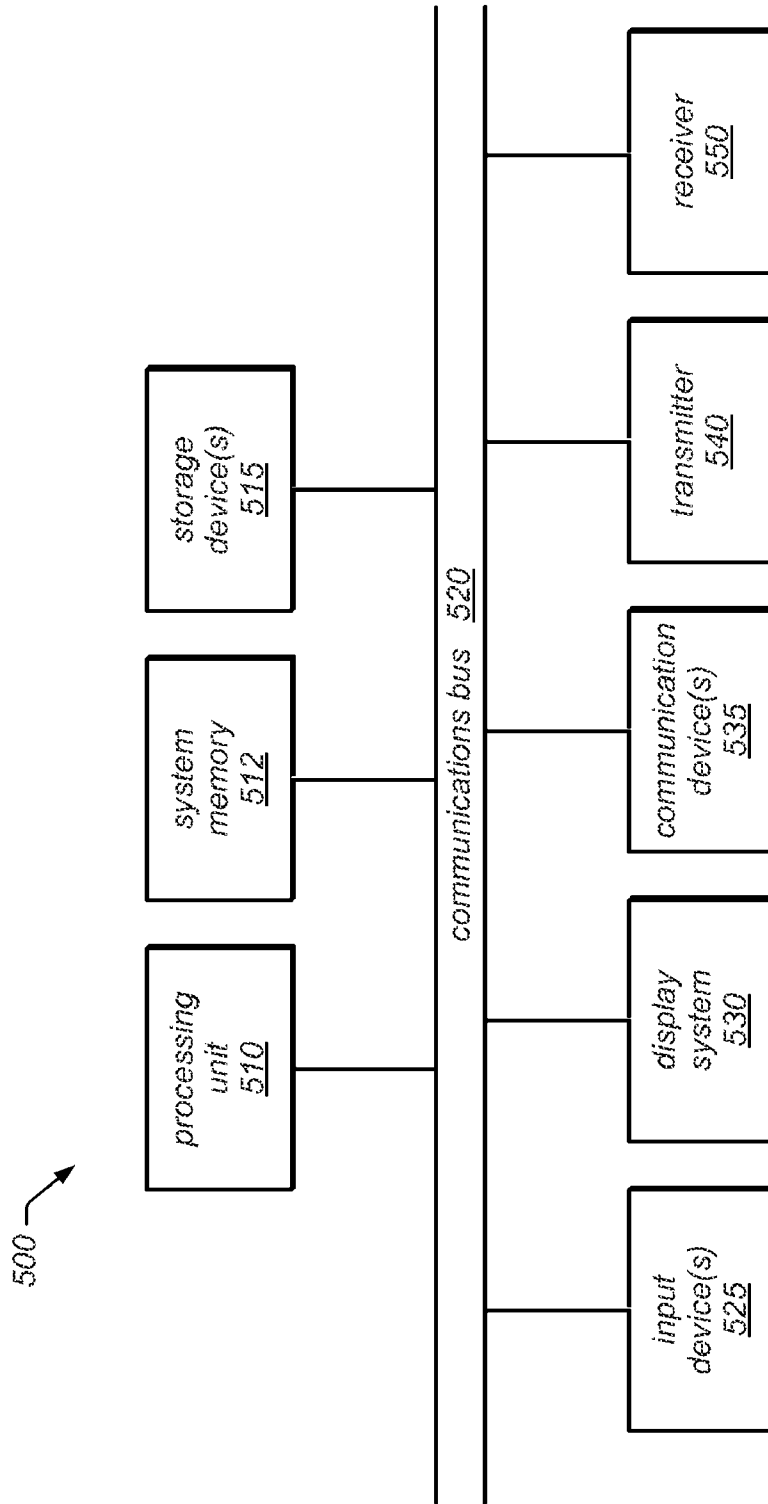 500
processing
unit
510
system
memory
512
storage
device(s)
515
communications bus 520
input
device(s)
525
display
system
530
communication
device(s)
535
transmitter
540
receiver
550